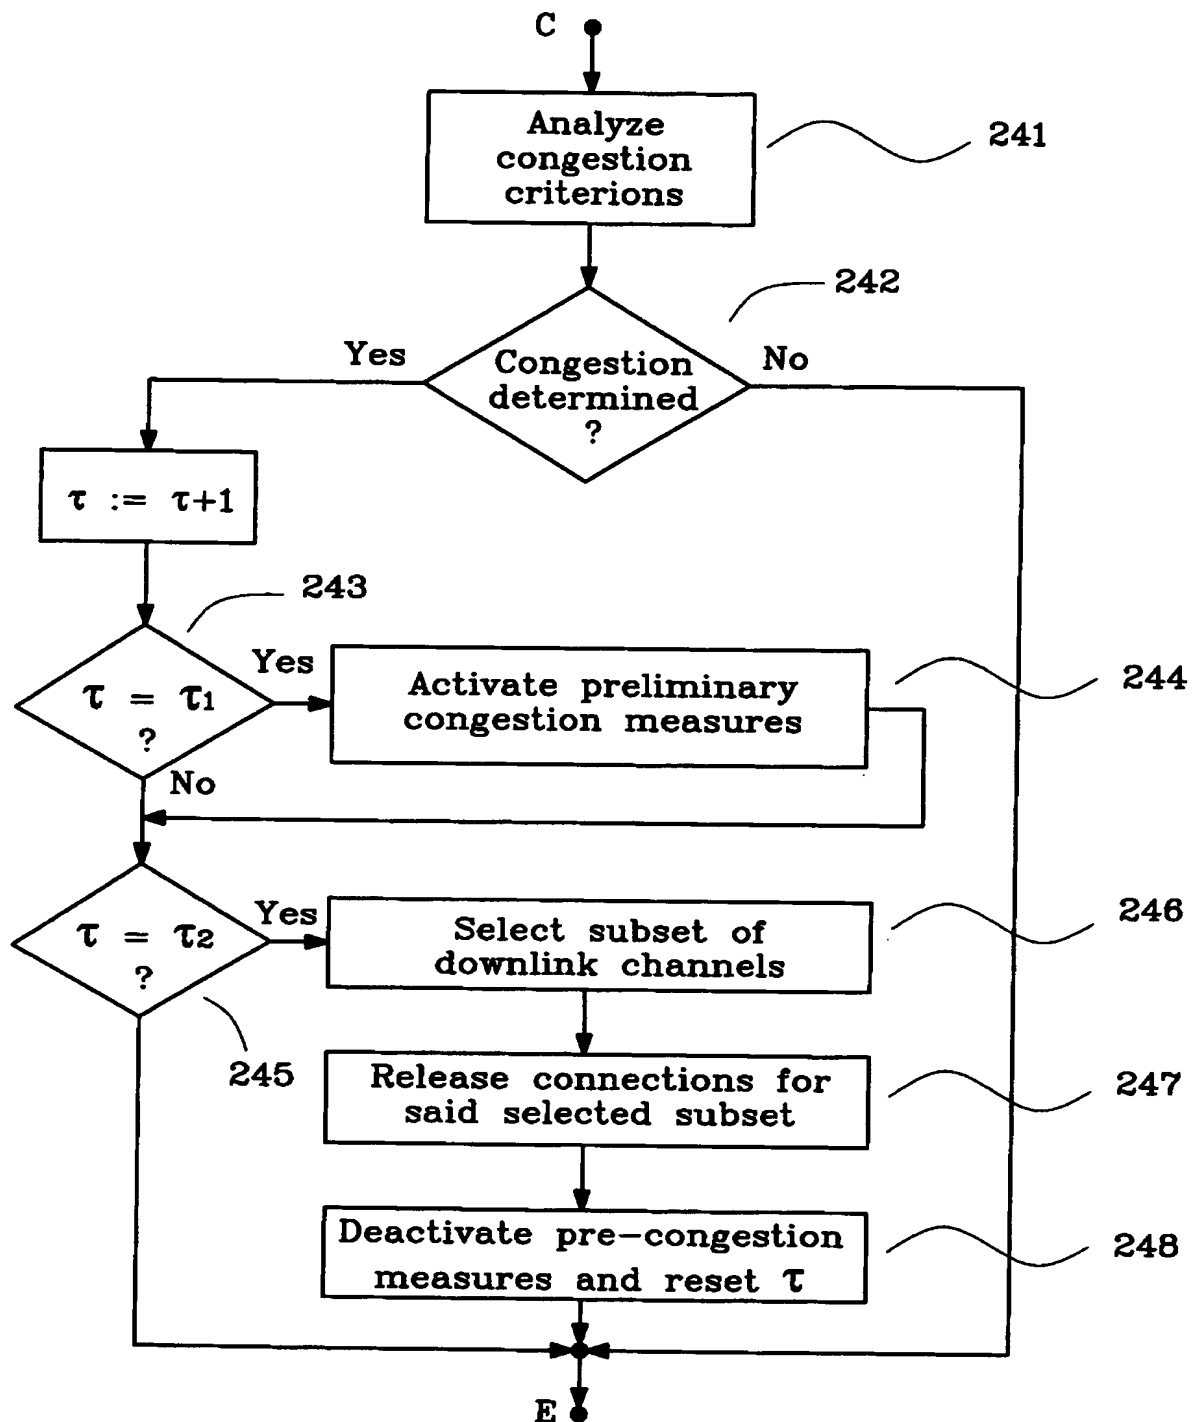 C
Analyze
congestion
criterions
241
242
Yes
Congestion
determined
?
No
τ := τ+1
243
τ = τ1
?
Yes
No
Activate preliminary
congestion measures
244
τ = τ2
?
Yes
245
Select subset of
downlink channels
246
Release connections for
said selected subset
247
Deactivate pre-congestion
measures and reset τ
248
E